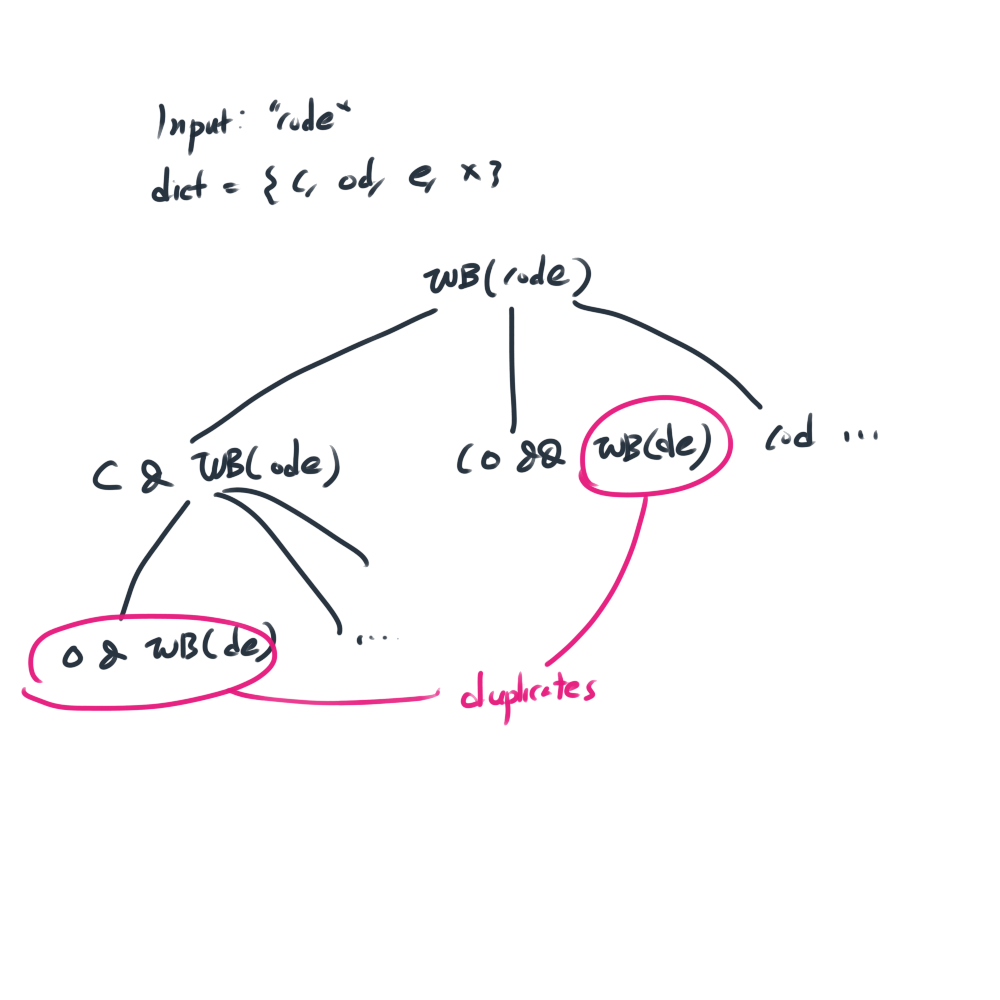 Input: "code"
dict = { c, od, e, x }
WB(code)
c & WB(ode)
co && WB(de)
cod ...
o & WB(de)
....
duplicates